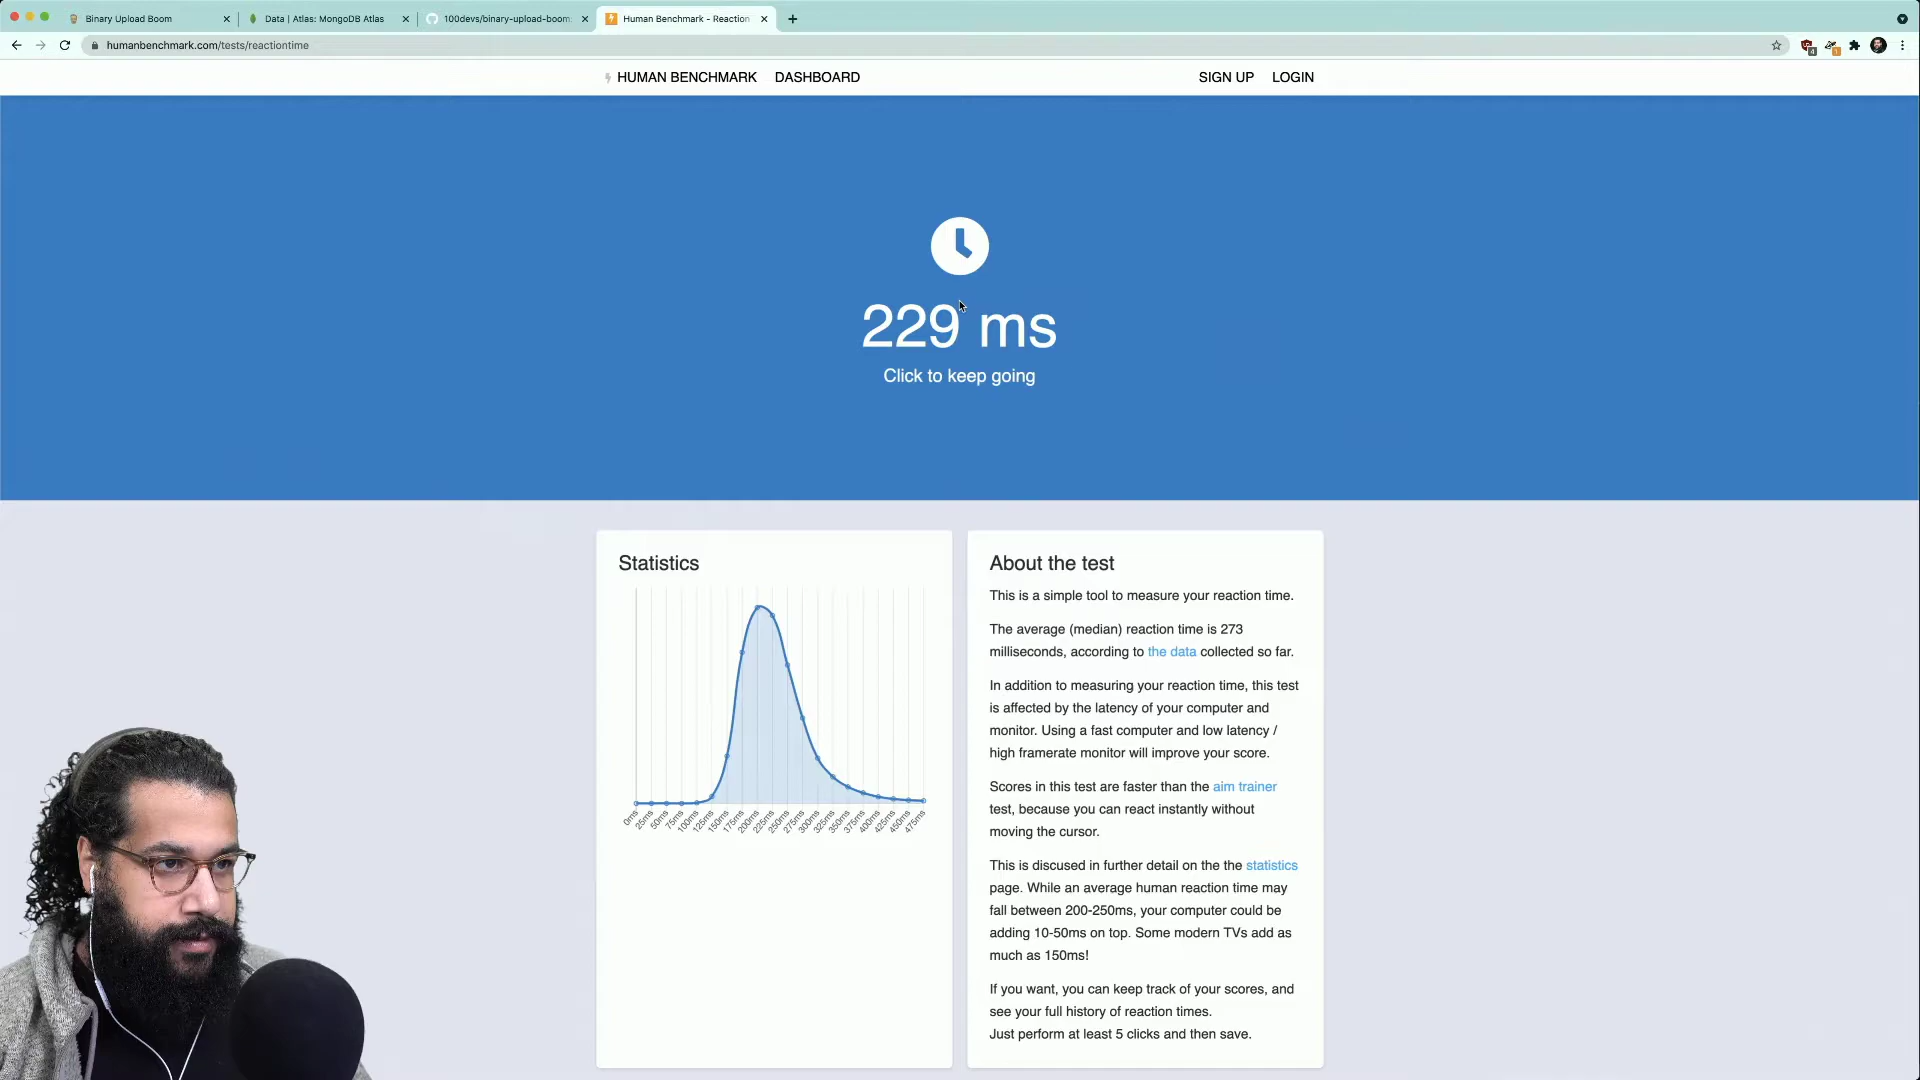 Binary Upload Boom
Data | Atlas: MongoDB Atlas
100devs/binary-upload-boom:
Human Benchmark - Reaction
humanbenchmark.com/tests/reactiontime
HUMAN BENCHMARK DASHBOARD
SIGN UP LOGIN
229 ms
Click to keep going
Statistics
0ms 25ms 50ms 75ms 100ms 125ms 150ms 175ms 200ms 225ms 250ms 275ms 300ms 325ms 350ms 375ms 400ms 425ms 450ms 475ms
About the test
This is a simple tool to measure your reaction time.
The average (median) reaction time is 273
milliseconds, according to the data collected so far.
In addition to measuring your reaction time, this test
is affected by the latency of your computer and
monitor. Using a fast computer and low latency /
high framerate monitor will improve your score.
Scores in this test are faster than the aim trainer
test, because you can react instantly without
moving the cursor.
This is discused in further detail on the the statistics
page. While an average human reaction time may
fall between 200-250ms, your computer could be
adding 10-50ms on top. Some modern TVs add as
much as 150ms!
If you want, you can keep track of your scores, and
see your full history of reaction times.
Just perform at least 5 clicks and then save.